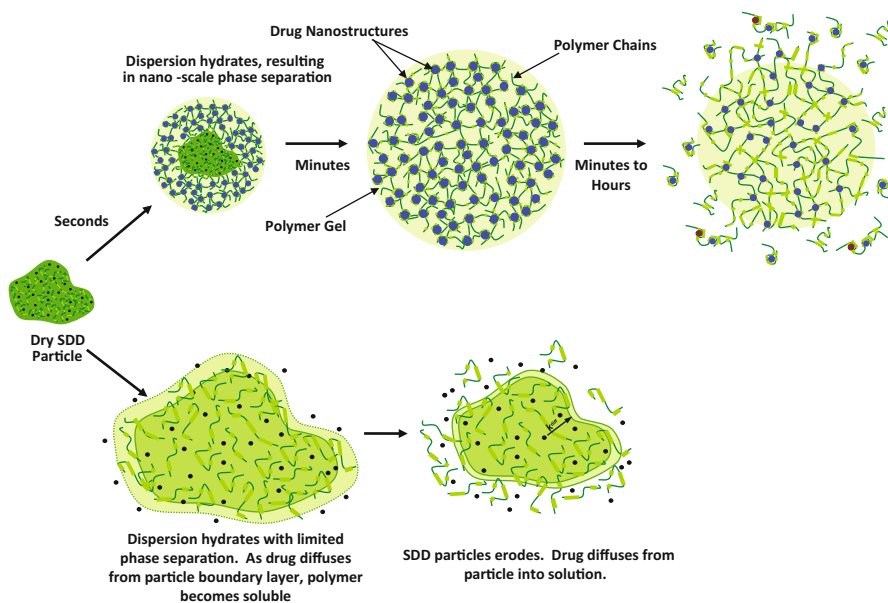 Drug Nanostructures
Dispersion hydrates, resulting
in nano -scale phase separation
Polymer Chains
Minutes
Minutes to
Hours
Polymer Gel
Seconds
Dry SDD
Particle
Dispersion hydrates with limited
phase separation. As drug diffuses
from particle boundary layer, polymer
becomes soluble
SDD particles erodes. Drug diffuses from
particle into solution.